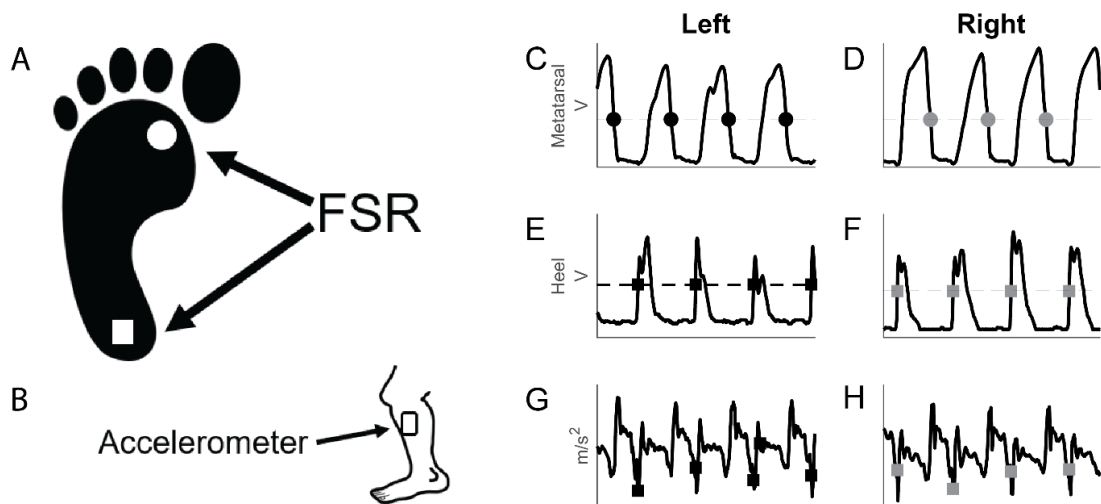 A
FSR
B
Accelerometer
Left
Right
C
D
Metatarsal
V
E
F
Heel
V
G
H
m/s²